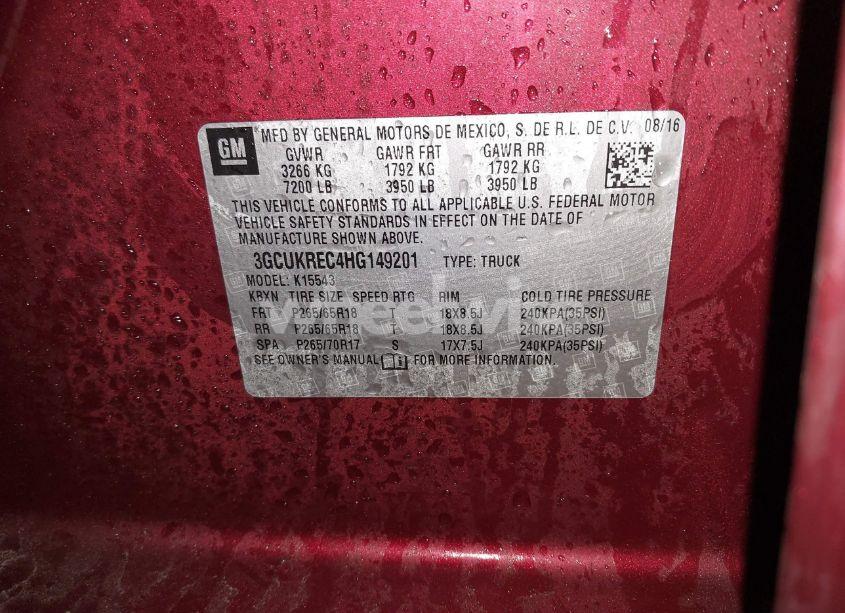 GM
MFD BY GENERAL MOTORS DE MEXICO, S. DE R.L. DE C.V. 08/16
GVWR GAWR FRT GAWR RR
3266 KG 1792 KG 1792 KG
7200 LB 3950 LB 3950 LB
THIS VEHICLE CONFORMS TO ALL APPLICABLE U.S. FEDERAL MOTOR
VEHICLE SAFETY STANDARDS IN EFFECT ON THE DATE OF
MANUFACTURE SHOWN ABOVE.
3GCUKREC4HG149201 TYPE: TRUCK
MODEL: K15543
KBXN TIRE SIZE SPEED RTG RIM COLD TIRE PRESSURE
FRT P265/65R18 T 18X8.5J 240KPA(35PSI)
RR P265/65R18 T 18X8.5J 240KPA(35PSI)
SPA P265/70R17 S 17X7.5J 240KPA(35PSI)
SEE OWNER'S MANUAL FOR MORE INFORMATION.